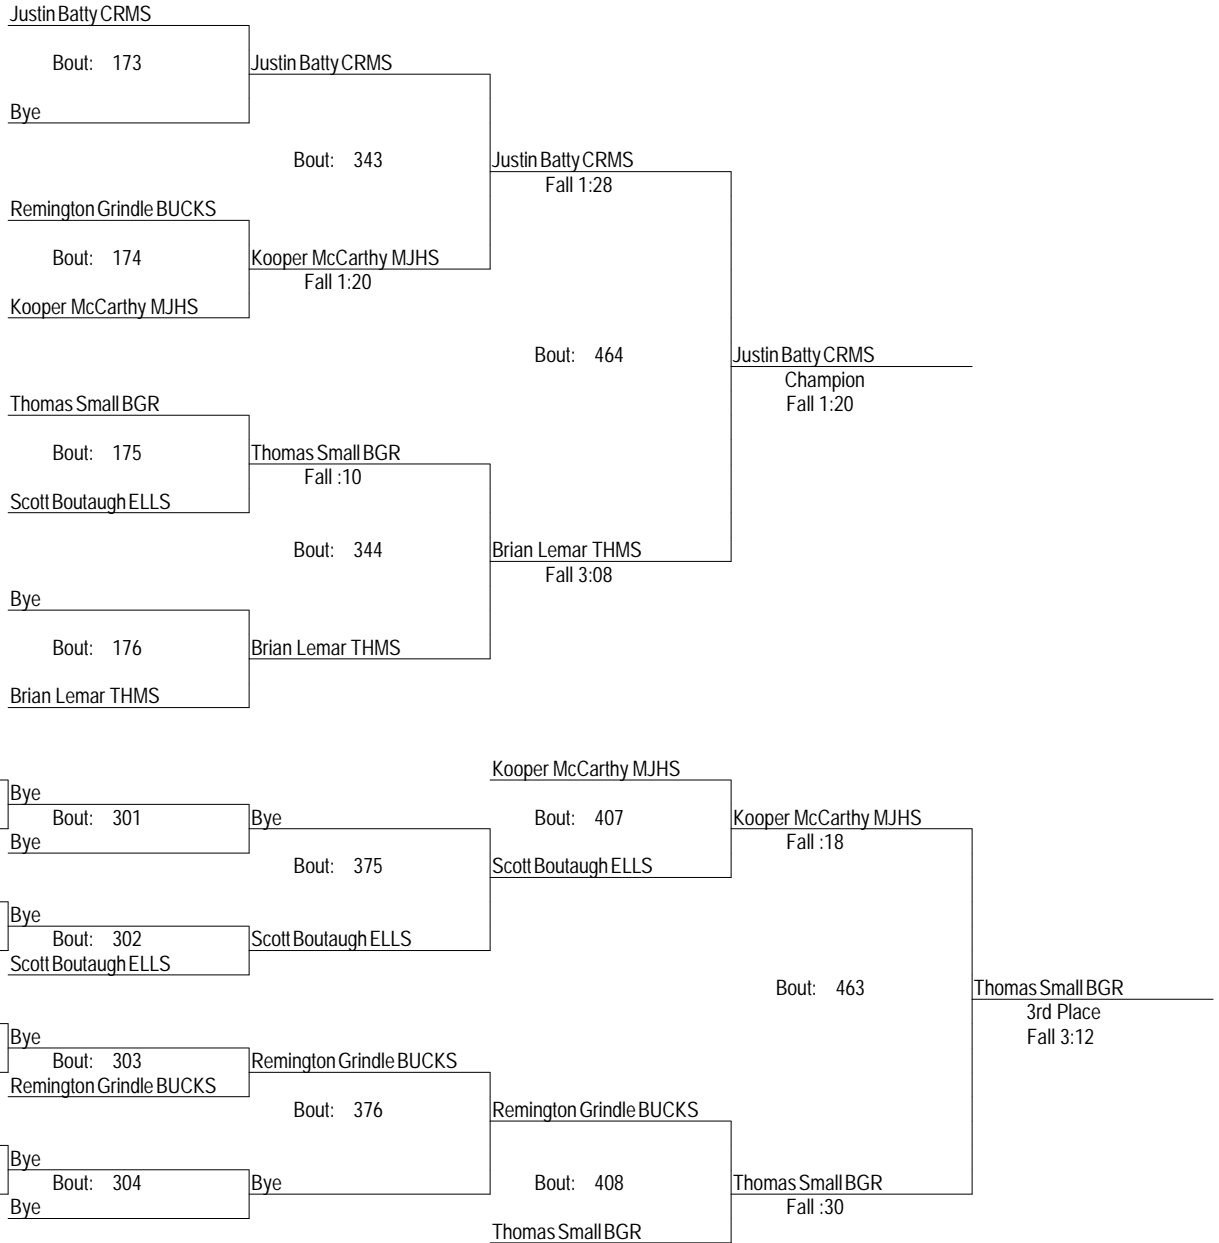 Justin Batty CRMS
Bout: 173
Justin Batty CRMS
Bye
Bout: 343
Justin Batty CRMS
Fall 1:28
Remington Grindle BUCKS
Bout: 174
Kooper McCarthy MJHS
Fall 1:20
Kooper McCarthy MJHS
Bout: 464
Justin Batty CRMS
Champion
Fall 1:20
Thomas Small BGR
Bout: 175
Thomas Small BGR
Fall :10
Scott Boutaugh ELLS
Bout: 344
Brian Lemar THMS
Fall 3:08
Bye
Bout: 176
Brian Lemar THMS
Brian Lemar THMS
Kooper McCarthy MJHS
Bye
Bout: 301
Bye
Bout: 407
Kooper McCarthy MJHS
Fall :18
Bye
Bout: 375
Scott Boutaugh ELLS
Bye
Bout: 302
Scott Boutaugh ELLS
Scott Boutaugh ELLS
Bout: 463
Thomas Small BGR
3rd Place
Fall 3:12
Bye
Bout: 303
Remington Grindle BUCKS
Remington Grindle BUCKS
Bout: 376
Remington Grindle BUCKS
Bye
Bout: 304
Bye
Bout: 408
Thomas Small BGR
Fall :30
Bye
Thomas Small BGR